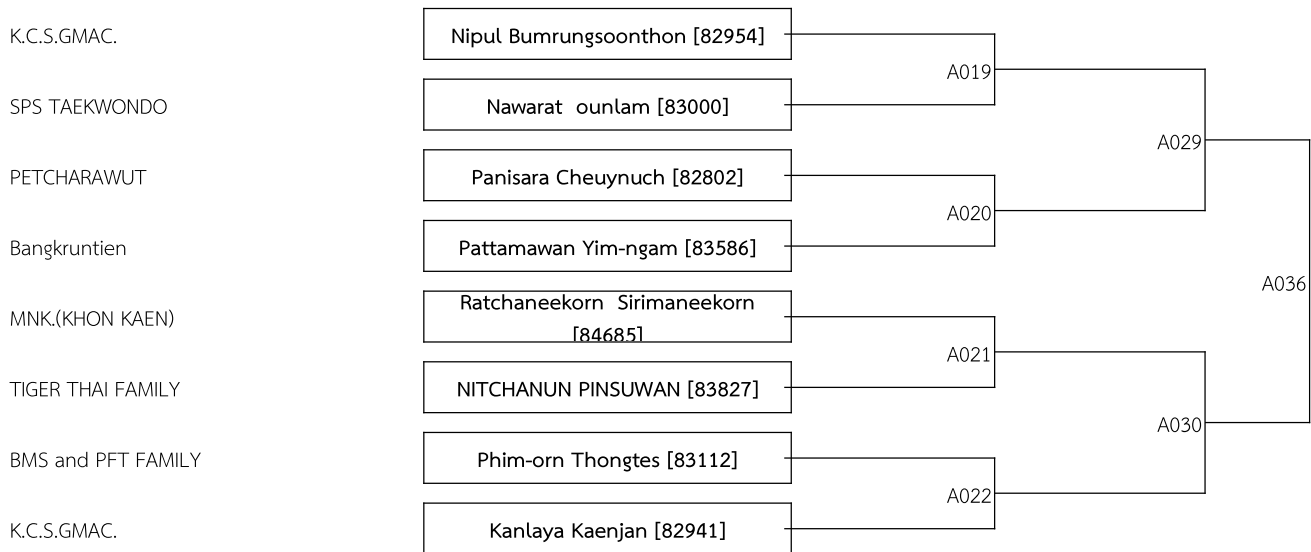 K.C.S.GMAC.
Nipul Bumrungsoonthon [82954]
A019
SPS TAEKWONDO
Nawarat  ounlam [83000]
A029
PETCHARAWUT
Panisara Cheuynuch [82802]
A020
Bangkruntien
Pattamawan Yim-ngam [83586]
A036
MNK.(KHON KAEN)
Ratchaneekorn  Sirimaneekorn
[84685]
A021
TIGER THAI FAMILY
NITCHANUN PINSUWAN [83827]
A030
BMS and PFT FAMILY
Phim-orn Thongtes [83112]
A022
K.C.S.GMAC.
Kanlaya Kaenjan [82941]